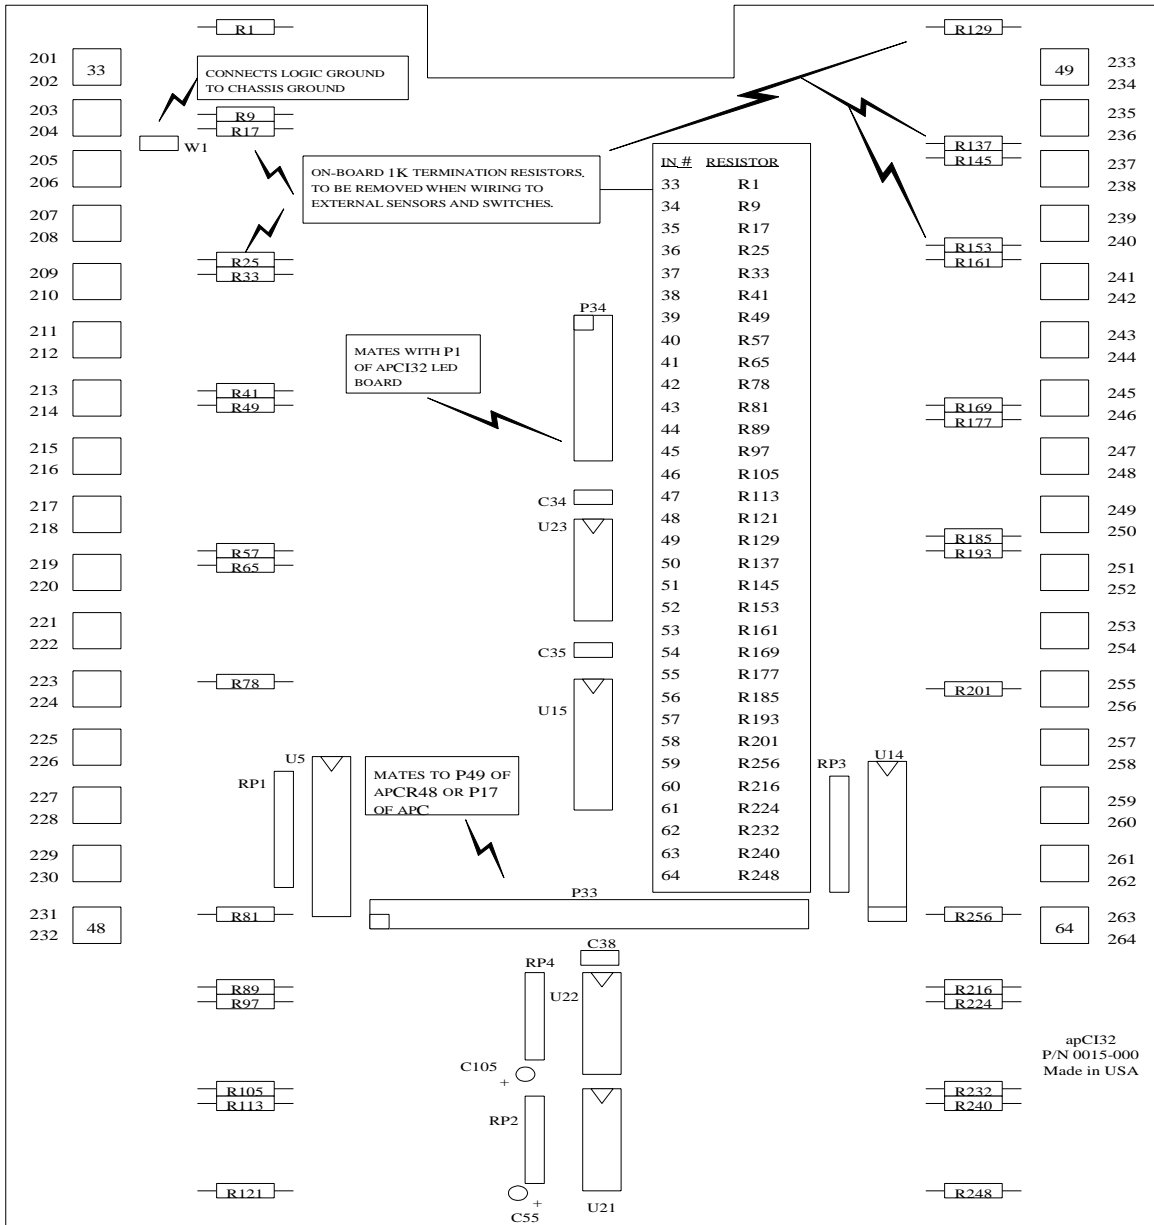 R1
R129
201
33
202
CONNECTS LOGIC GROUND
TO CHASSIS GROUND
49
233
234
203
204
R9
R17
W1
235
236
R137
R145
205
206
ON-BOARD 1K TERMINATION RESISTORS,
TO BE REMOVED WHEN WIRING TO
EXTERNAL SENSORS AND SWITCHES.
237
238
207
208
239
240
R25
R33
R153
R161
209
210
241
242
IN # RESISTOR
33 R1
34 R9
35 R17
36 R25
37 R33
38 R41
39 R49
40 R57
41 R65
42 R78
43 R81
44 R89
45 R97
46 R105
47 R113
48 R121
49 R129
50 R137
51 R145
52 R153
53 R161
54 R169
55 R177
56 R185
57 R193
58 R201
59 R256
60 R216
61 R224
62 R232
63 R240
64 R248
P34
211
212
MATES WITH P1
OF APCI32 LED
BOARD
243
244
213
214
R41
R49
R169
R177
245
246
215
216
247
248
C34
217
218
U23
249
250
R57
R65
R185
R193
219
220
251
252
221
222
C35
253
254
223
224
R78
U15
R201
255
256
225
226
U5
RP1
MATES TO P49 OF
APCR48 OR P17
OF APC
RP3
U14
257
258
227
228
259
260
229
230
261
262
P33
231
48
232
R81
R256
64
263
264
C38
RP4
U22
R89
R97
R216
R224
apCI32
P/N 0015-000
Made in USA
C105
+
R105
R113
R232
R240
RP2
R121
C55
+
U21
R248